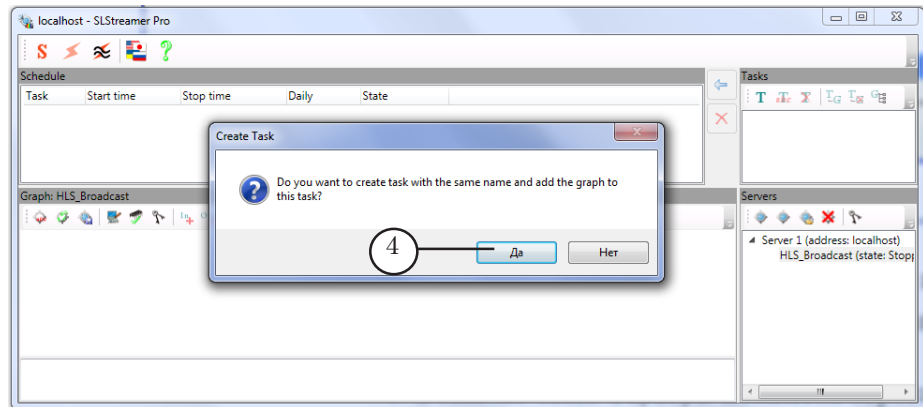 localhost - SLStreamer Pro
S
?
Schedule
Task Start time Stop time Daily State
Tasks
T
Create Task
Do you want to create task with the same name and add the graph to
this task?
4
Да Нет
Graph: HLS_Broadcast
Servers
Server 1 (address: localhost)
HLS_Broadcast (state: Stop